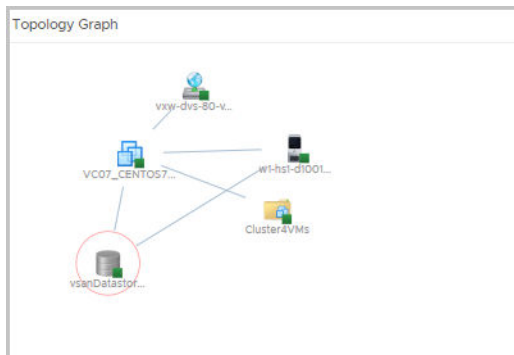 Topology Graph
vxw-dvs-80-v...
VC07_CENTOS7...
w1-hs1-d1001...
Cluster4VMs
vsanDatastor...